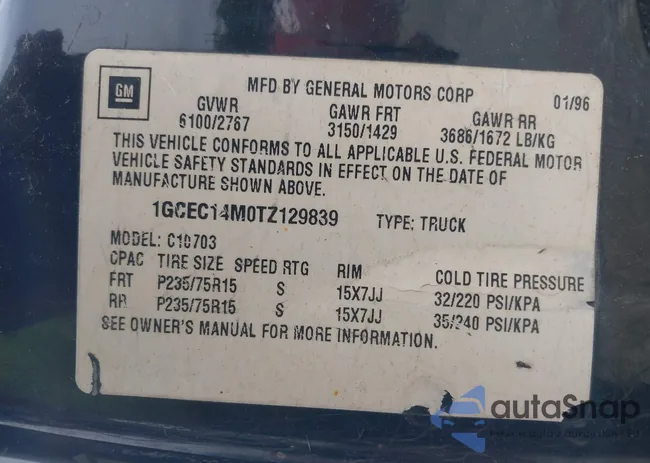 GM
MFD BY GENERAL MOTORS CORP 01/96
GVWR GAWR FRT GAWR RR
6100/2767 3150/1429 3686/1672 LB/KG
THIS VEHICLE CONFORMS TO ALL APPLICABLE U.S. FEDERAL MOTOR
VEHICLE SAFETY STANDARDS IN EFFECT ON THE DATE OF
MANUFACTURE SHOWN ABOVE.
1GCEC14M0TZ129839 TYPE: TRUCK
MODEL: C10703
CPAC TIRE SIZE SPEED RTG RIM COLD TIRE PRESSURE
FRT P235/75R15 S 15X7JJ 32/220 PSI/KPA
RR P235/75R15 S 15X7JJ 35/240 PSI/KPA
SEE OWNER'S MANUAL FOR MORE INFORMATION.
autoSnap